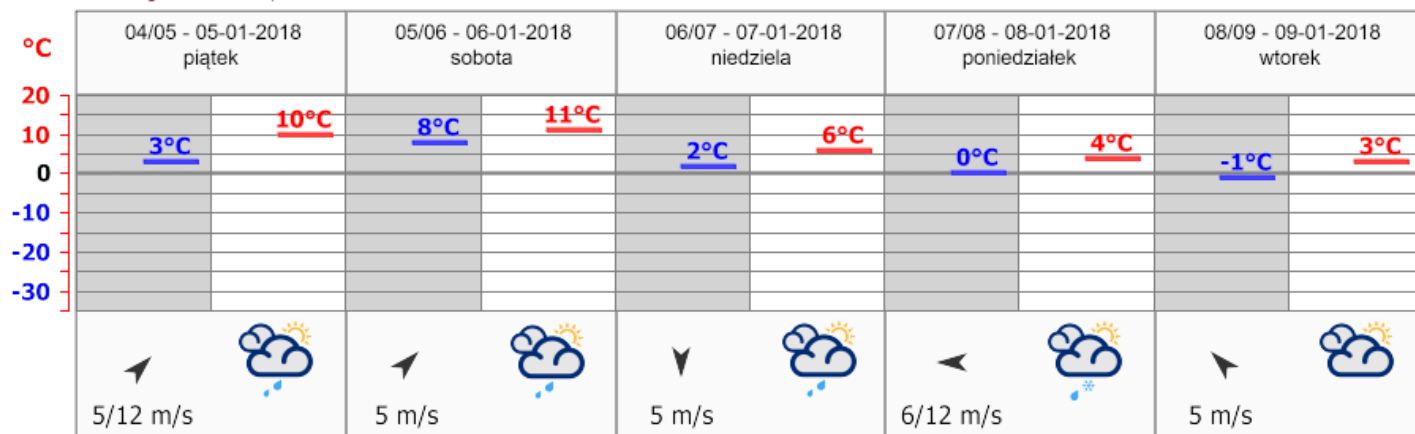 04/05 - 05-01-2018
piątek
05/06 - 06-01-2018
sobota
06/07 - 07-01-2018
niedziela
07/08 - 08-01-2018
poniedziałek
08/09 - 09-01-2018
wtorek
°C
20
10
0
-10
-20
-30
3°C
10°C
8°C
11°C
2°C
6°C
0°C
4°C
-1°C
3°C
5/12 m/s
5 m/s
5 m/s
6/12 m/s
5 m/s